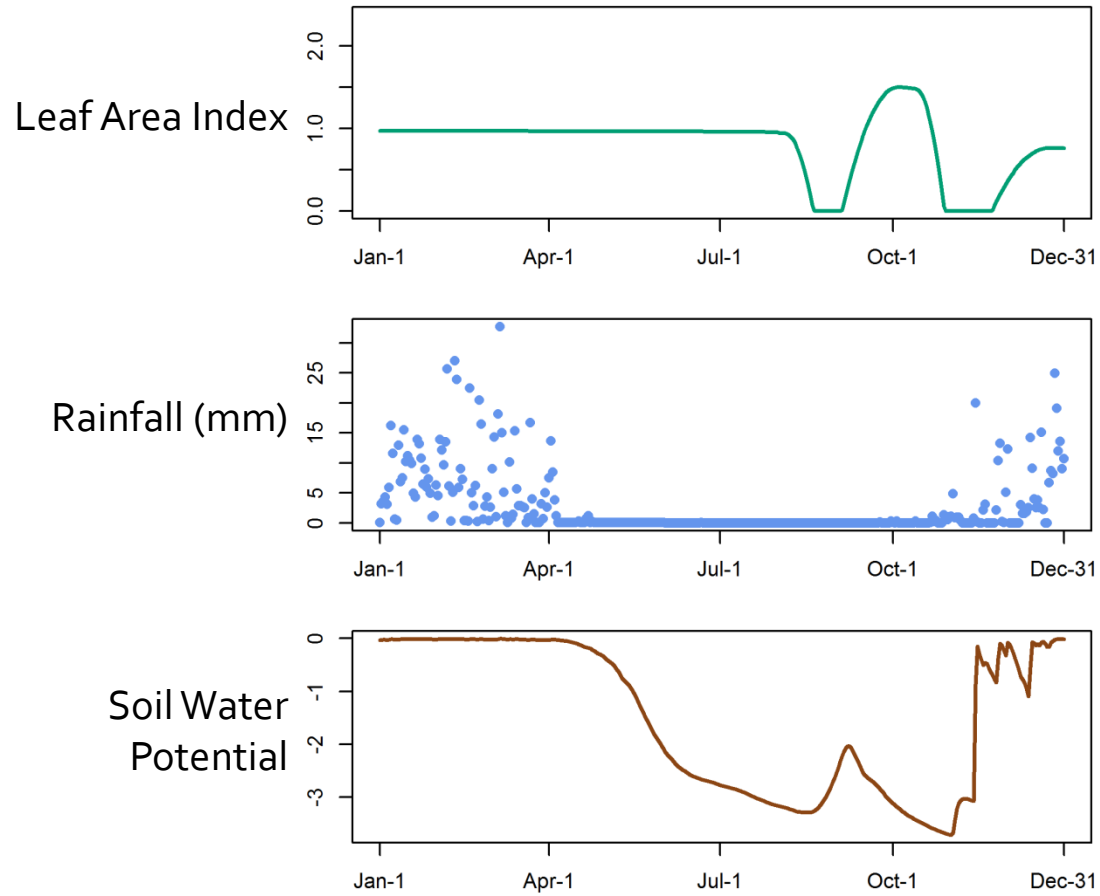 2.0
1.0
0.0
Leaf Area Index
Jan-1 Apr-1 Jul-1 Oct-1 Dec-31
25
15
5
0
Rainfall (mm)
Jan-1 Apr-1 Jul-1 Oct-1 Dec-31
0
-1
-2
-3
Soil Water
Potential
Jan-1 Apr-1 Jul-1 Oct-1 Dec-31